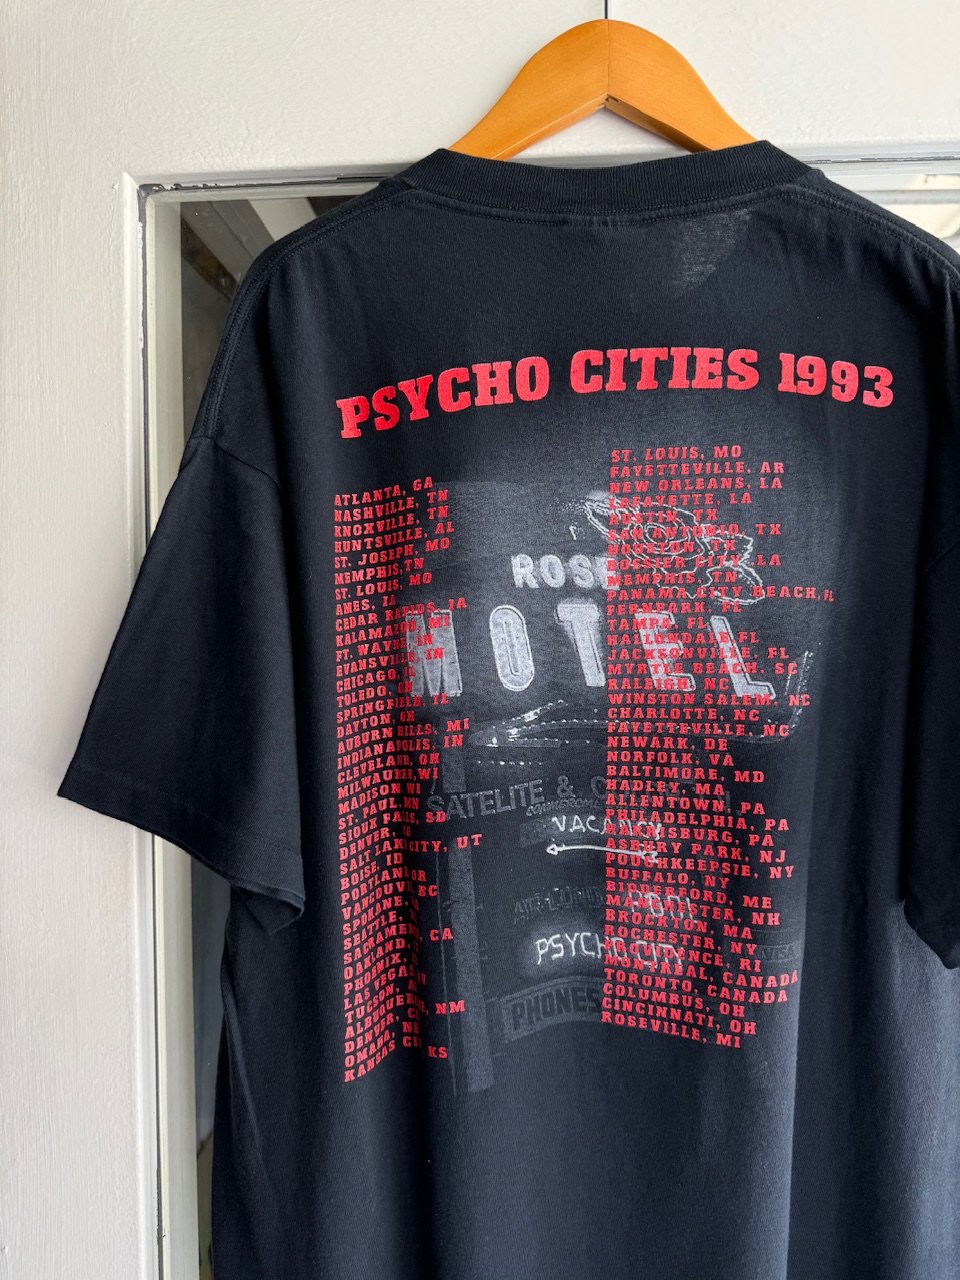 PSYCHO CITIES 1993
ATLANTA, GA
NASHVILLE, TN
KNOXVILLE, TN
HUNTSVILLE, AL
ST. JOSEPH, MO
MEMPHIS, TN
ST. LOUIS, MO
AMES, IA
CEDAR RAPIDS, IA
KALAMAZOO, MI
FT. WAYNE, IN
EVANSVILLE, IN
CHICAGO, IL
TOLEDO, OH
SPRINGFIELD, IL
DAYTON, OH
AUBURN HILLS, MI
INDIANAPOLIS, IN
CLEVELAND, OH
MILWAUKEE, WI
MADISON WI
ST. PAUL, MN
SIOUX FALLS, SD
DENVER, CO
SALT LAKE CITY, UT
BOISE, ID
PORTLAND OR
VANCOUVER, BC
SPOKANE,
SEATTLE,
SACRAMENTO, CA
OAKLAND,
PHOENIX,
LAS VEGAS, NV
TUCSON, A
ALBUQUERQUE, NM
DENVER, CO
OMAHA, NE
KANSAS CITY KS
ST. LOUIS, MO
FAYETTEVILLE, AR
NEW ORLEANS, LA
LAFAYETTE, LA
AUSTIN, TX
SAN ANTONIO, TX
HOUSTON, TX
BOSSIER CITY, LA
MEMPHIS, TN
PANAMA CITY BEACH, FL
FERNPARK, FL
TAMPA, FL
HALLONDALE, FL
JACKSONVILLE, FL
MYRTLE BEACH, SC
RALEIGH, NC
WINSTON SALEM, NC
CHARLOTTE, NC
FAYETTEVILLE, NC
NEWARK, DE
NORFOLK, VA
BALTIMORE, MD
HADLEY, MA
ALLENTOWN, PA
PHILADELPHIA, PA
HARRISBURG, PA
ASBURY PARK, NJ
POUGHKEEPSIE, NY
BUFFALO, NY
BIDDERFORD, ME
MANCHESTER, NH
BROCKTON, MA
ROCHESTER, NY
PROVIDENCE, RI
MONTREAL, CANADA
TORONTO, CANADA
COLUMBUS, OH
CINCINNATI, OH
ROSEVILLE, MI
ROSE
MOTEL
SATELITE &
VACANCY
PSYCHO CITY
PHONES